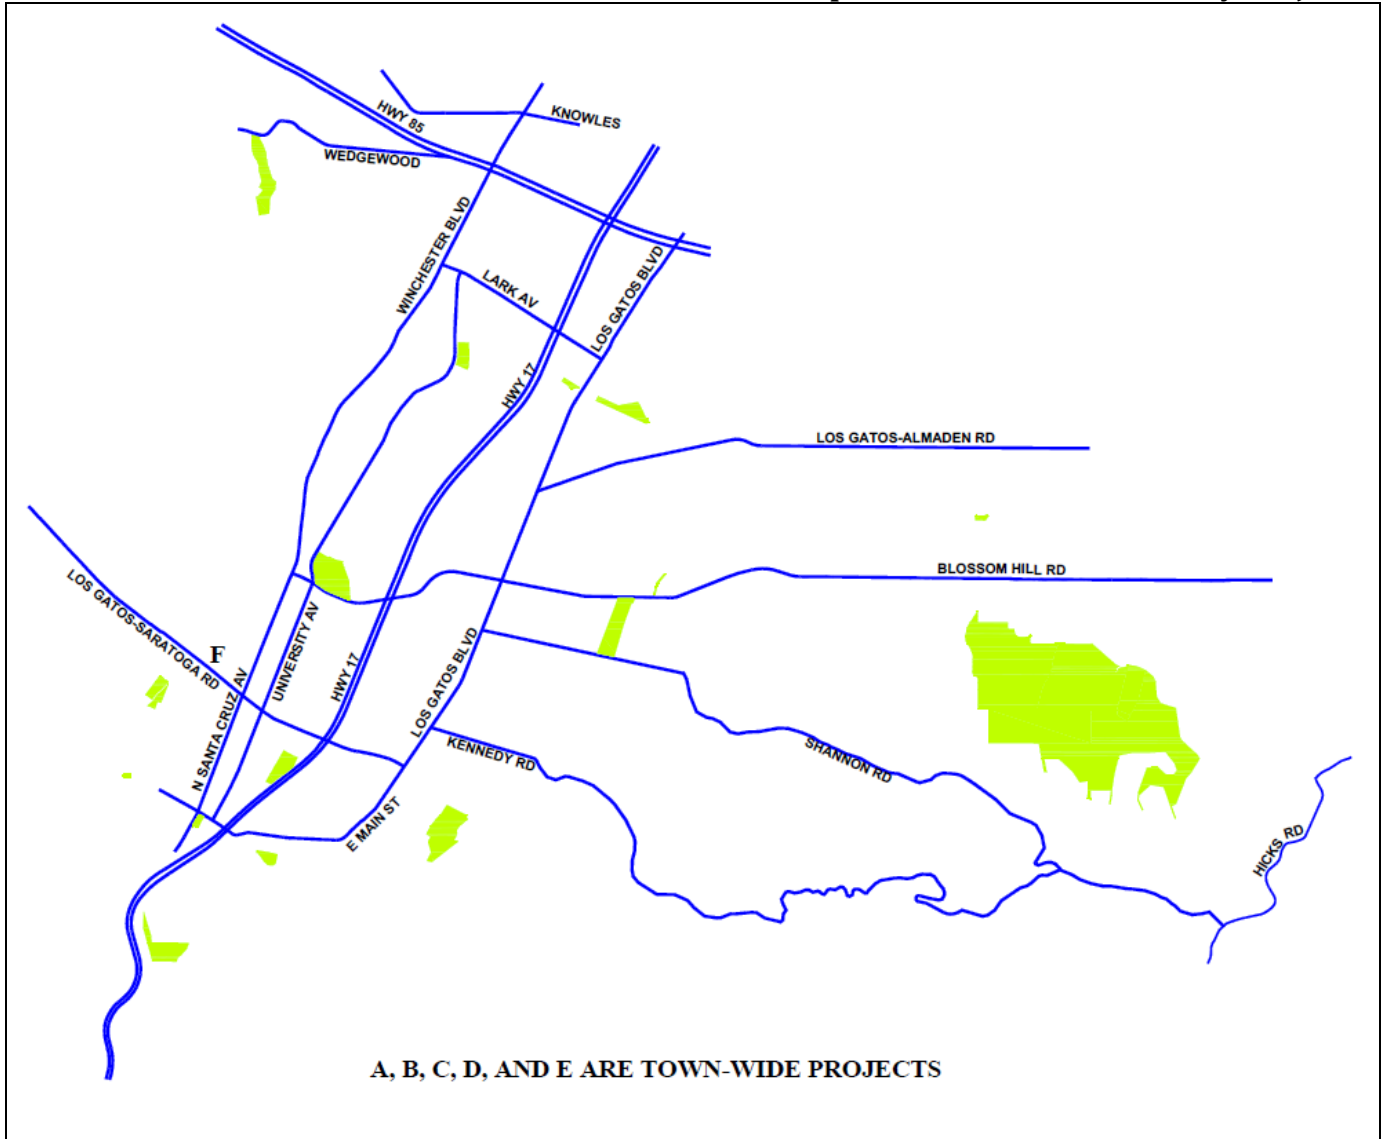 KNOWLES
HWY 85
WEDGEWOOD
WINCHESTER BLVD
LARK AV
LOS GATOS BLVD
HWY 17
LOS GATOS-ALMADEN RD
BLOSSOM HILL RD
LOS GATOS-SARATOGA RD
F
UNIVERSITY AV
N SANTA CRUZ AV
HWY 17
LOS GATOS BLVD
KENNEDY RD
SHANNON RD
E MAIN ST
HICKS RD
A, B, C, D, AND E ARE TOWN-WIDE PROJECTS